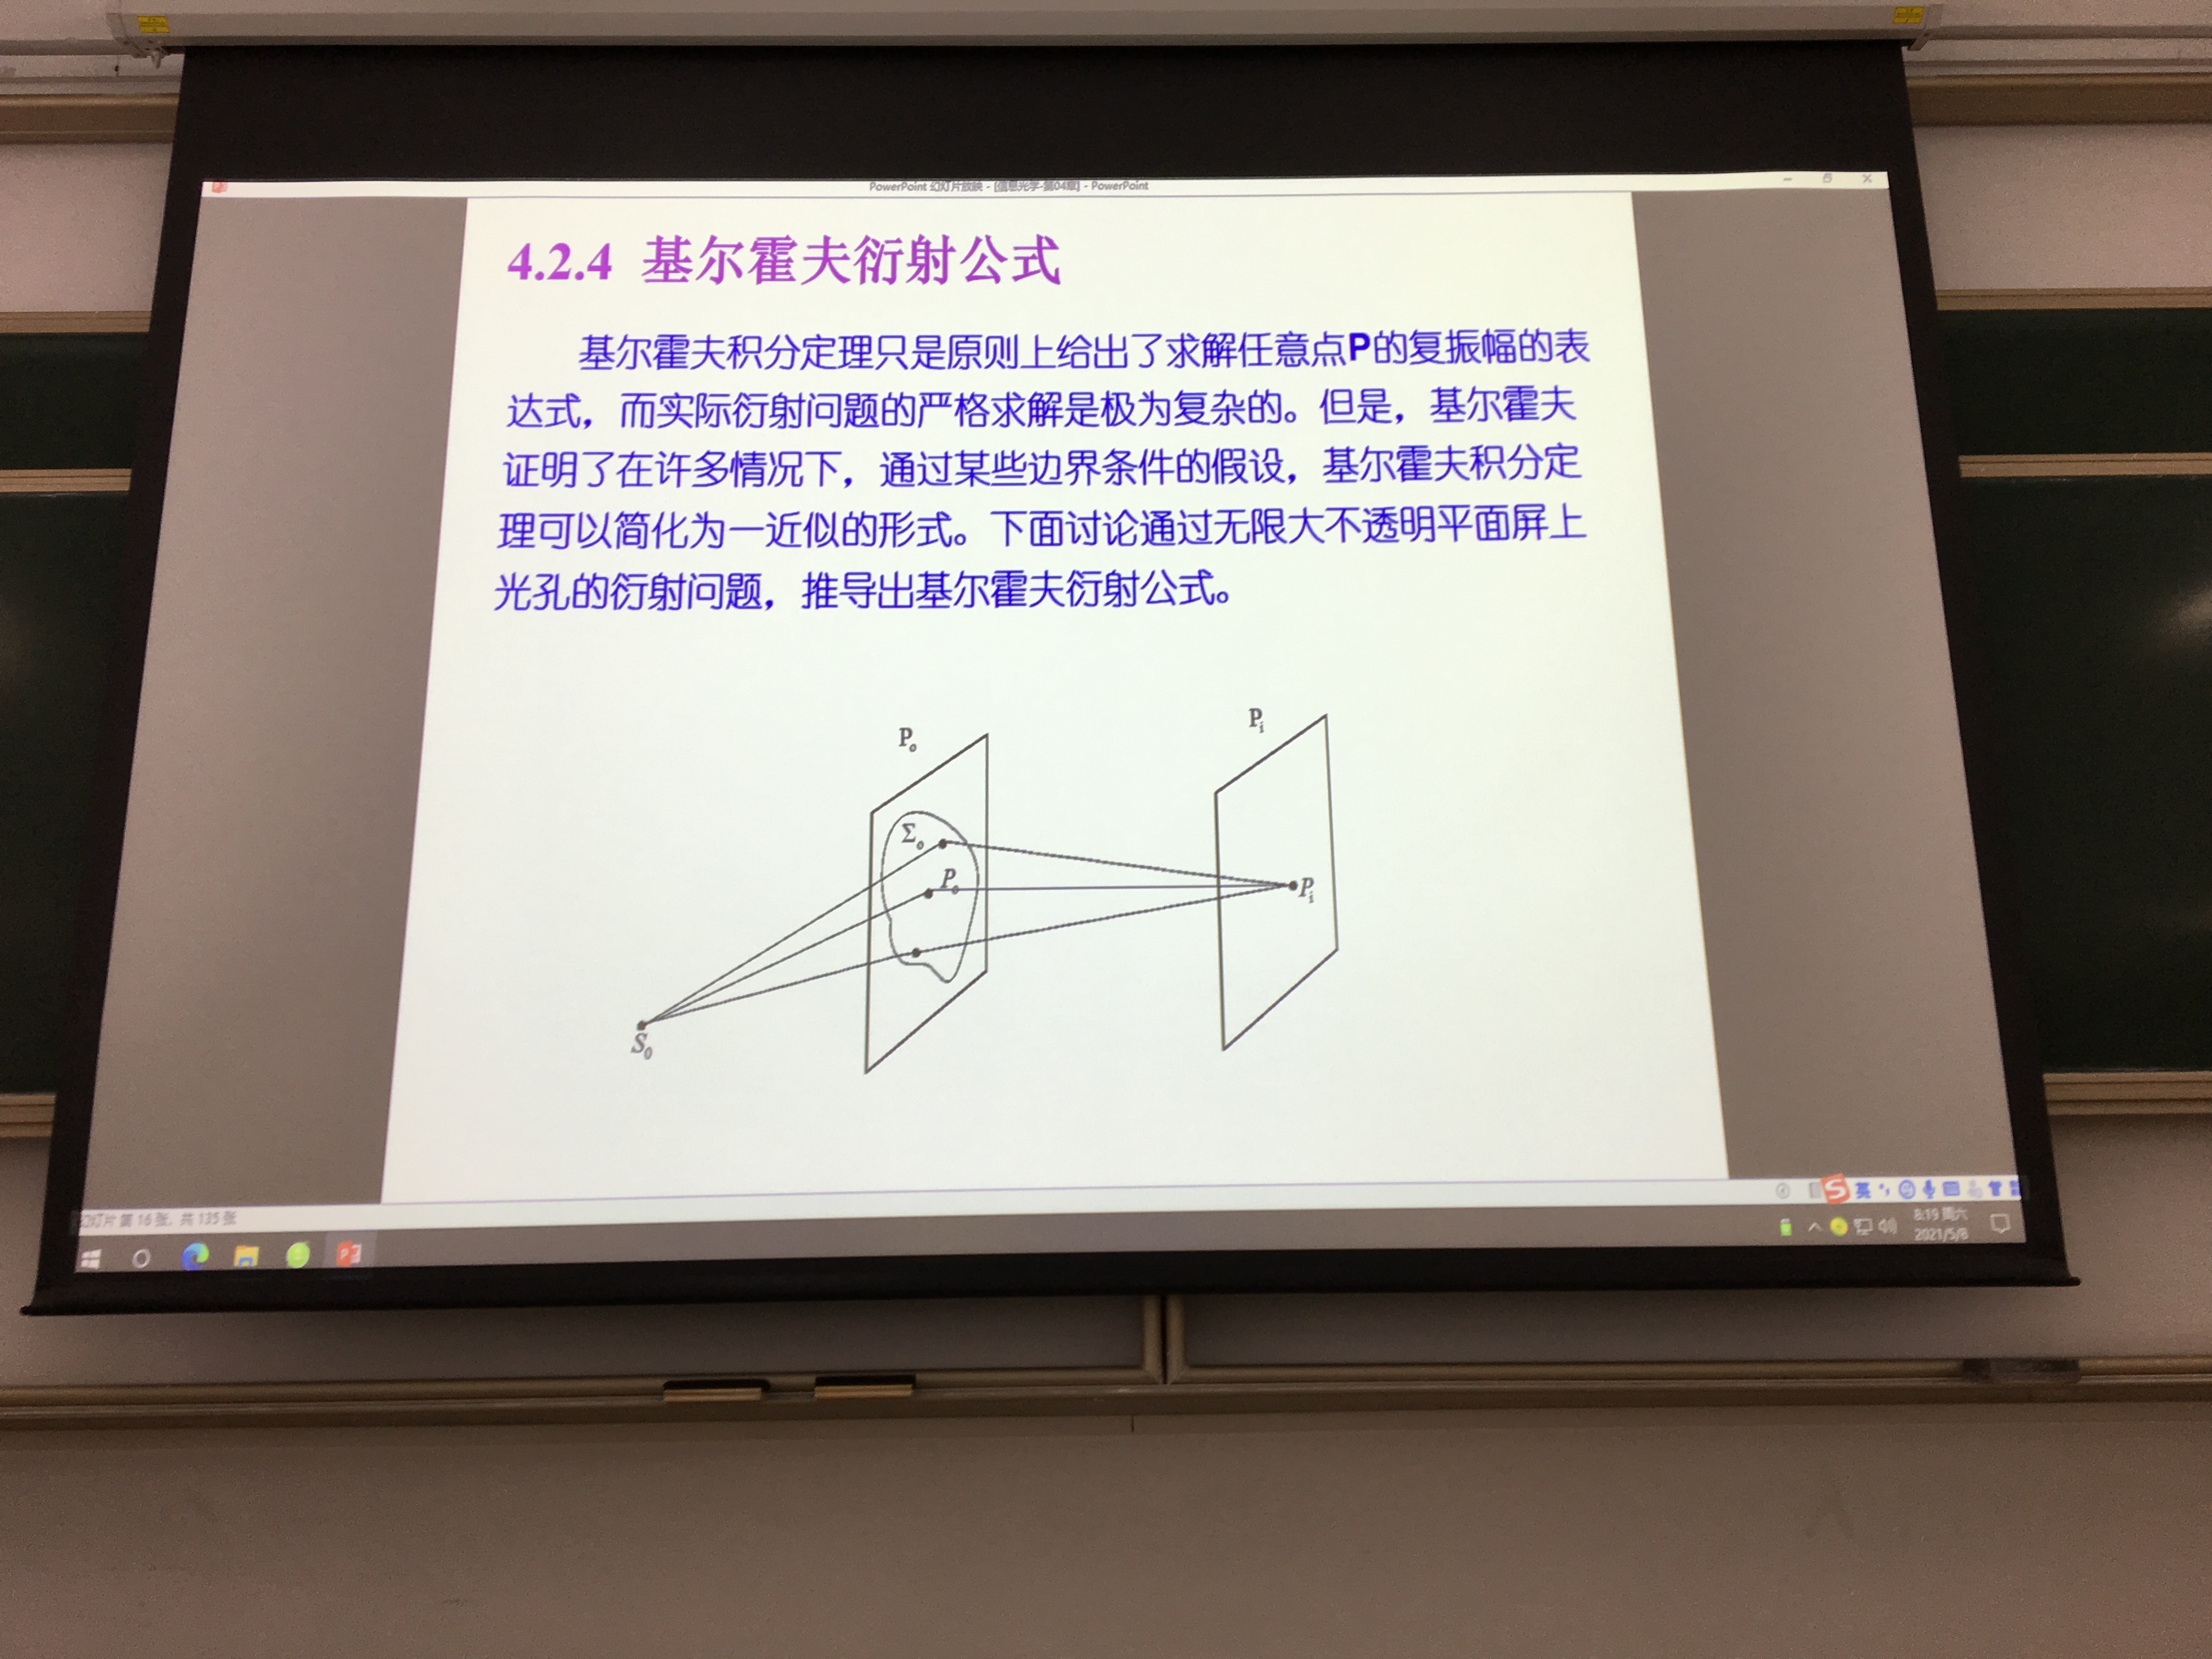 PowerPoint 幻灯片放映 - [信息光学-第04章] - PowerPoint
4.2.4 基尔霍夫衍射公式
基尔霍夫积分定理只是原则上给出了求解任意点P的复振幅的表
达式，而实际衍射问题的严格求解是极为复杂的。但是，基尔霍夫
证明了在许多情况下，通过某些边界条件的假设，基尔霍夫积分定
理可以简化为一近似的形式。下面讨论通过无限大不透明平面屏上
光孔的衍射问题，推导出基尔霍夫衍射公式。
Pₒ
Pᵢ
Σₒ
Pₒ
Pᵢ
S₀
英
幻灯片 第 16 张，共 135 张
8:19 周六
2021/5/8